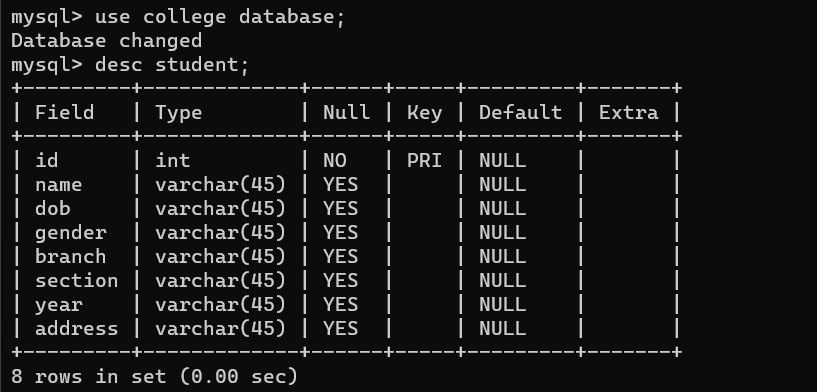 mysql> use college database;
Database changed
mysql> desc student;
+---------+-------------+------+-----+---------+-------+
| Field   | Type        | Null | Key | Default | Extra |
+---------+-------------+------+-----+---------+-------+
| id      | int         | NO   | PRI | NULL    |       |
| name    | varchar(45) | YES  |     | NULL    |       |
| dob     | varchar(45) | YES  |     | NULL    |       |
| gender  | varchar(45) | YES  |     | NULL    |       |
| branch  | varchar(45) | YES  |     | NULL    |       |
| section | varchar(45) | YES  |     | NULL    |       |
| year    | varchar(45) | YES  |     | NULL    |       |
| address | varchar(45) | YES  |     | NULL    |       |
+---------+-------------+------+-----+---------+-------+
8 rows in set (0.00 sec)